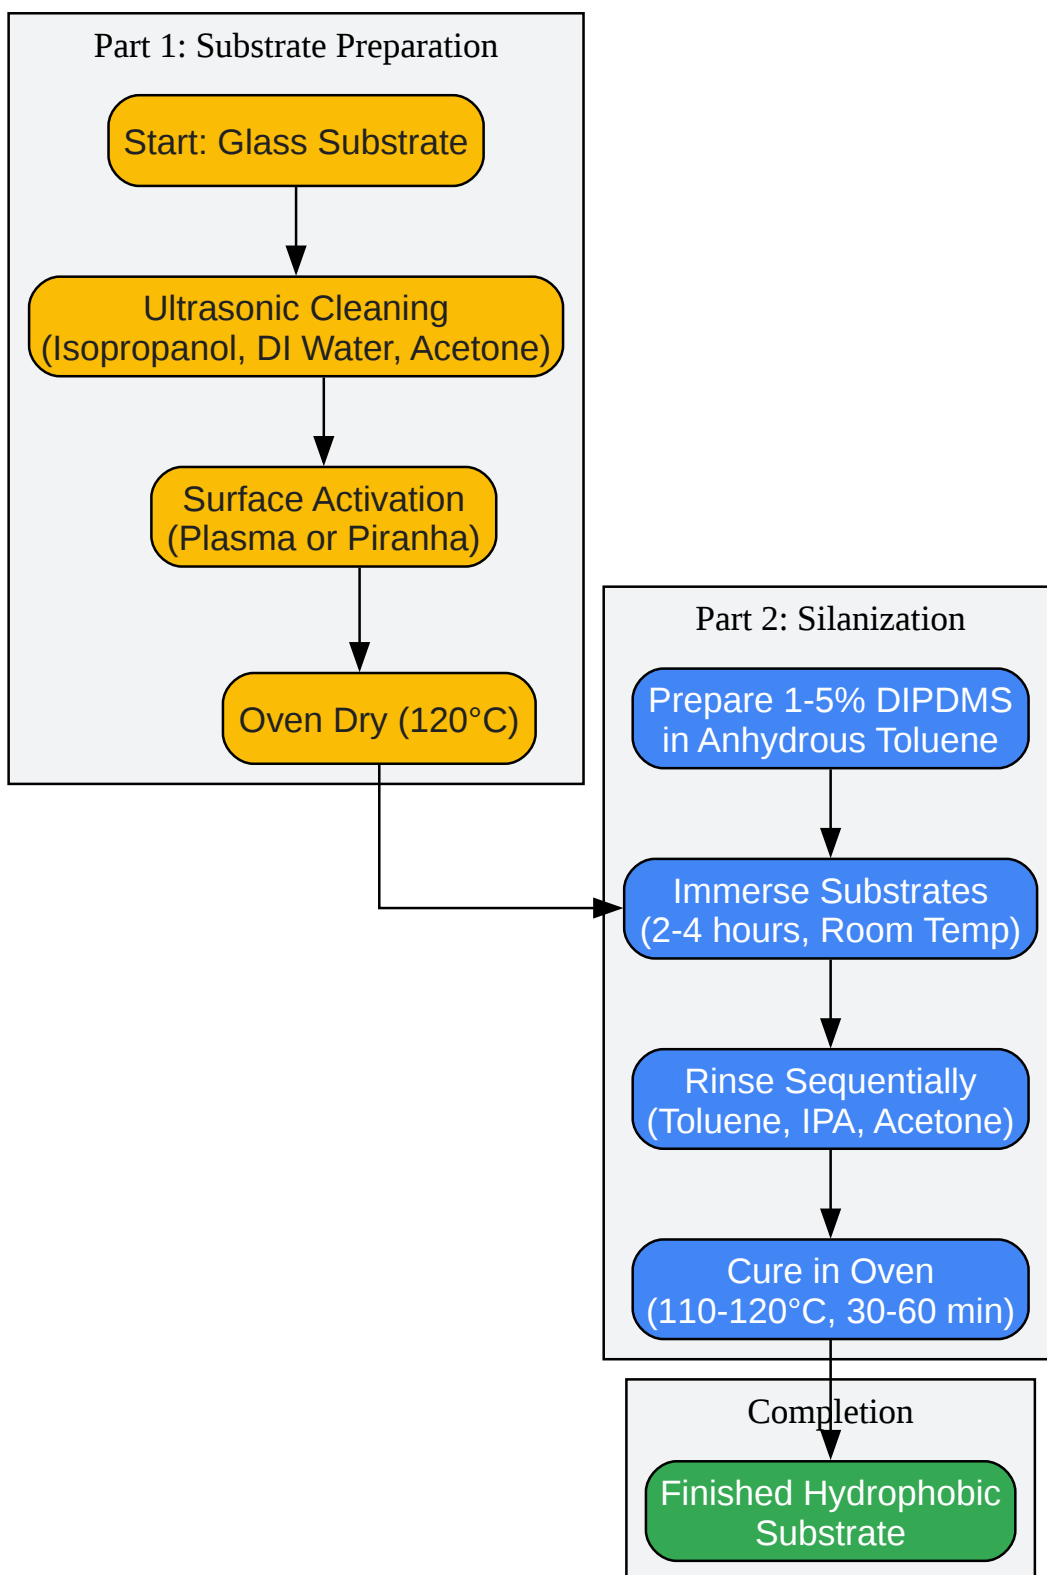 Part 1: Substrate Preparation
Start: Glass Substrate
Ultrasonic Cleaning
(Isopropanol, DI Water, Acetone)
Surface Activation
(Plasma or Piranha)
Oven Dry (120°C)
Part 2: Silanization
Prepare 1-5% DIPDMS
in Anhydrous Toluene
Immerse Substrates
(2-4 hours, Room Temp)
Rinse Sequentially
(Toluene, IPA, Acetone)
Cure in Oven
(110-120°C, 30-60 min)
Completion
Finished Hydrophobic
Substrate